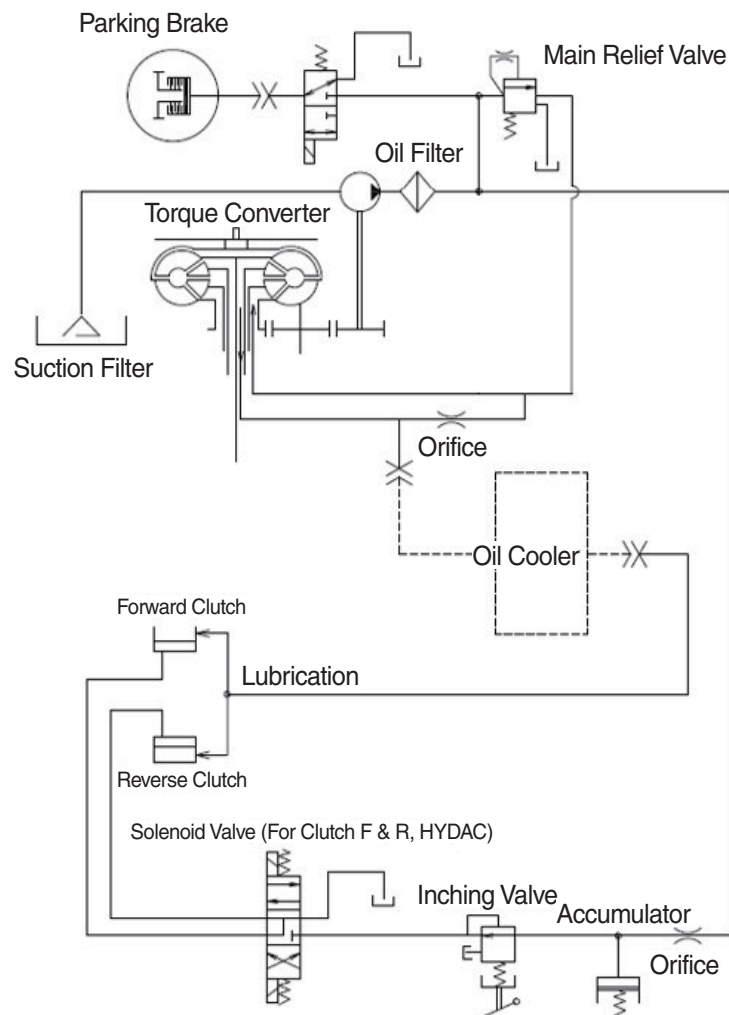 Parking Brake
Main Relief Valve
Oil Filter
Torque Converter
Suction Filter
Orifice
Oil Cooler
Forward Clutch
Lubrication
Reverse Clutch
Solenoid Valve (For Clutch F & R, HYDAC)
Inching Valve
Accumulator
Orifice